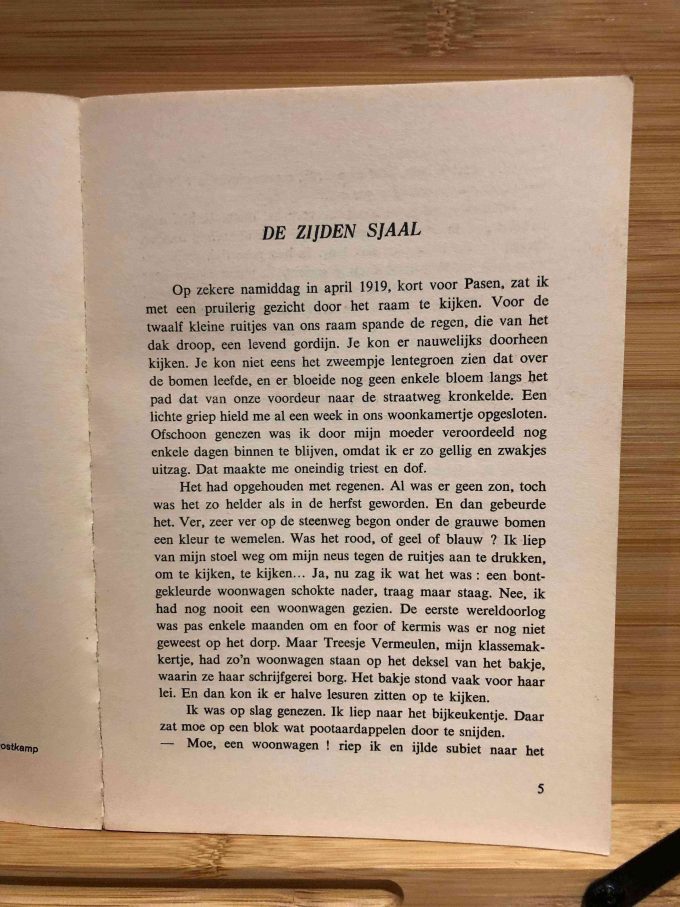 DE ZIJDEN SJAAL
Op zekere namiddag in april 1919, kort voor Pasen, zat ik
met een pruilerig gezicht door het raam te kijken. Voor de
twaalf kleine ruitjes van ons raam spande de regen, die van het
dak droop, een levend gordijn. Je kon er nauwelijks doorheen
kijken. Je kon niet eens het zweempje lentegroen zien dat over
de bomen leefde, en er bloeide nog geen enkele bloem langs het
pad dat van onze voordeur naar de straatweg kronkelde. Een
lichte griep hield me al een week in ons woonkamertje opgesloten.
Ofschoon genezen was ik door mijn moeder veroordeeld nog
enkele dagen binnen te blijven, omdat ik er zo gellig en zwakjes
uitzag. Dat maakte me oneindig triest en dof.
Het had opgehouden met regenen. Al was er geen zon, toch
was het zo helder als in de herfst geworden. En dan gebeurde
het. Ver, zeer ver op de steenweg begon onder de grauwe bomen
een kleur te wemelen. Was het rood, of geel of blauw ? Ik liep
van mijn stoel weg om mijn neus tegen de ruitjes aan te drukken,
om te kijken, te kijken... Ja, nu zag ik wat het was : een bont-
gekleurde woonwagen schokte nader, traag maar staag. Nee, ik
had nog nooit een woonwagen gezien. De eerste wereldoorlog
was pas enkele maanden om en foor of kermis was er nog niet
geweest op het dorp. Maar Treesje Vermeulen, mijn klassemak-
kertje, had zo'n woonwagen staan op het deksel van het bakje,
waarin ze haar schrijfgerei borg. Het bakje stond vaak voor haar
lei. En dan kon ik er halve lesuren zitten op te kijken.
Ik was op slag genezen. Ik liep naar het bijkeukentje. Daar
zat moe op een blok wat pootaardappelen door te snijden.
— Moe, een woonwagen ! riep ik en ijlde subiet naar het
5
ostkamp